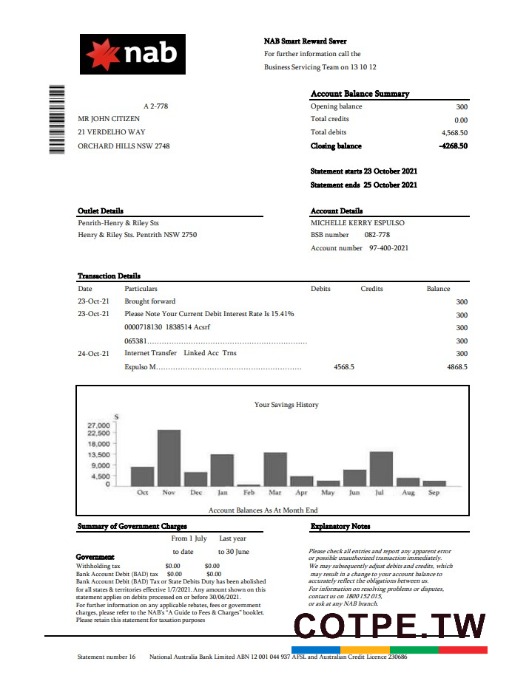 nab
NAB Smart Reward Saver
For further information call the
Business Servicing Team on 13 10 12
A 2-778
MR JOHN CITIZEN
21 VERDELHO WAY
ORCHARD HILLS NSW 2748
Account Balance Summary
Opening balance 300
Total credits 0.00
Total debits 4,568.50
Closing balance -4268.50
Statement starts 23 October 2021
Statement ends 25 October 2021
Outlet Details
Penrith-Henry & Riley Sts
Henry & Riley Sts. Pentrith NSW 2750
Account Details
MICHELLE KERRY ESPULSO
BSB number 082-778
Account number 97-400-2021
Transaction Details
Date Particulars Debits Credits Balance
23-Oct-21 Brought forward 300
23-Oct-21 Please Note Your Current Debit Interest Rate Is 15.41% 300
0000718130 1838514 Acsrf 300
065381 300
24-Oct-21 Internet Transfer Linked Acc Trns 300
Expulso M 4568.5 4868.5
Your Savings History
$
27,000
22,500
18,000
13,500
9,000
4,500
0
Oct Nov Dec Jan Feb Mar Apr May Jun Jul Aug Sep
Account Balances As At Month End
Summary of Government Charges
From 1 July Last year
to date to 30 June
Government
Withholding tax $0.00 $0.00
Bank Account Debit (BAD) tax $0.00 $0.00
Bank Account Debit (BAD) Tax or State Debits Duty has been abolished
for all states & territories effective 1/7/2021. Any amount shown on this
statement applies on debits processed on or before 30/06/2021.
For further information on any applicable rebates, fees or government
charges, please refer to the NAB's "A Guide to Fees & Charges" booklet.
Please retain this statement for taxation purposes
Explanatory Notes
Please check all entries and report any apparent error
or possible unauthorized transaction immediately.
We may subsequently adjust debits and credits, which
may result in a change to your account balance to
accurately reflect the obligations between us.
For information on resolving problems or disputes,
contact us on 1800 152 015,
or ask at any NAB branch.
COTPE.TW
Statement number 16 National Australia Bank Limited ABN 12 001 044 937 AFSL and Australian Credit Licence 230686